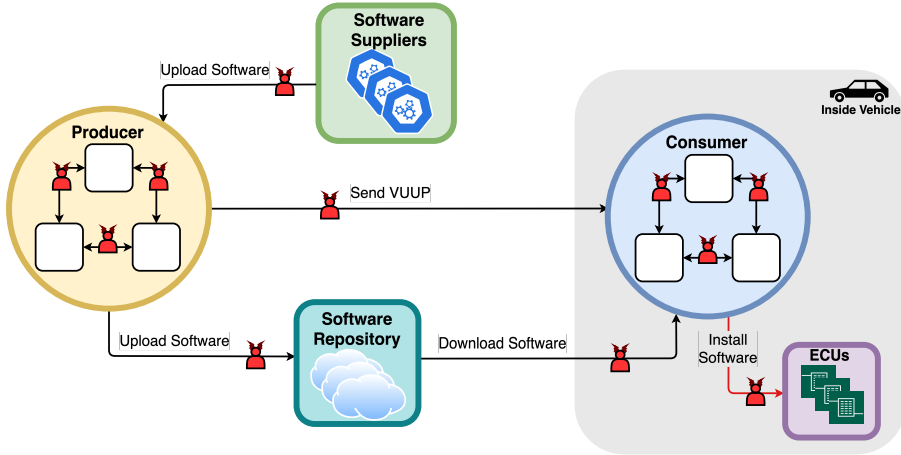 Software
Suppliers
Upload Software
Inside Vehicle
Producer
Consumer
Send VUUP
Software
Repository
Upload Software
Download Software
Install
Software
ECUs